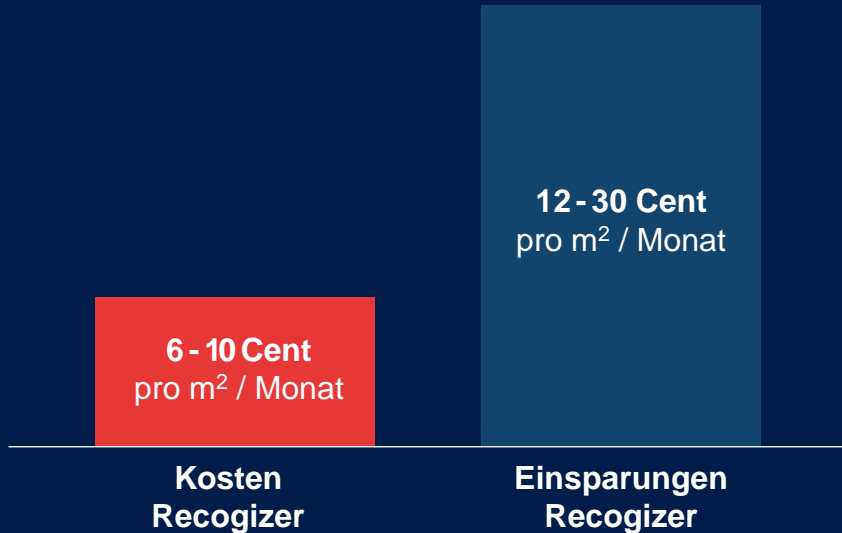 12 - 30 Cent
pro m² / Monat
6 - 10 Cent
pro m² / Monat
Kosten
Recogizer
Einsparungen
Recogizer